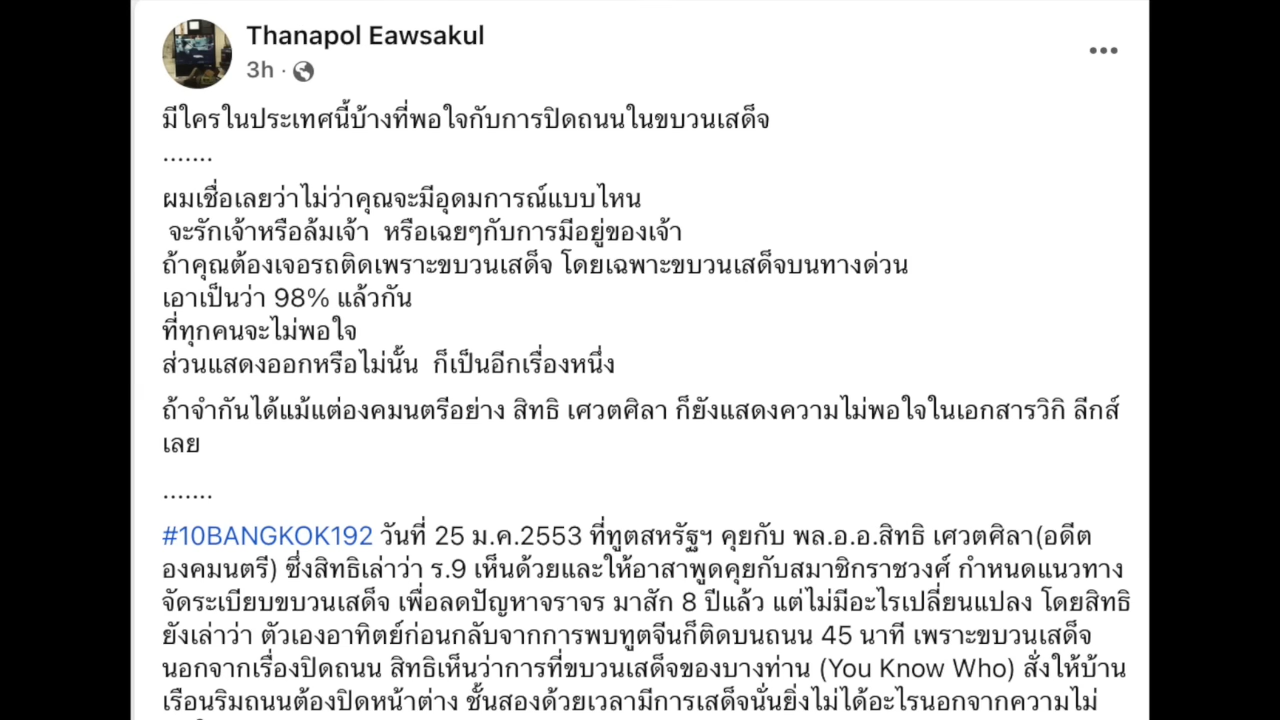 Thanapol Eawsakul
3h ·
มีใครในประเทศนี้บ้างที่พอใจกับการปิดถนนในขบวนเสด็จ
.......
ผมเชื่อเลยว่าไม่ว่าคุณจะมีอุดมการณ์แบบไหน
จะรักเจ้าหรือล้มเจ้า หรือเฉยๆกับการมีอยู่ของเจ้า
ถ้าคุณต้องเจอรถติดเพราะขบวนเสด็จ โดยเฉพาะขบวนเสด็จบนทางด่วน
เอาเป็นว่า 98% แล้วกัน
ที่ทุกคนจะไม่พอใจ
ส่วนแสดงออกหรือไม่นั้น ก็เป็นอีกเรื่องหนึ่ง
ถ้าจำกันได้แม้แต่องคมนตรีอย่าง สิทธิ เศวตศิลา ก็ยังแสดงความไม่พอใจในเอกสารวิกิ ลีกส์
เลย
.......
#10BANGKOK192 วันที่ 25 ม.ค.2553 ที่ทูตสหรัฐฯ คุยกับ พล.อ.อ.สิทธิ เศวตศิลา(อดีต
องคมนตรี) ซึ่งสิทธิเล่าว่า ร.9 เห็นด้วยและให้อาสาพูดคุยกับสมาชิกราชวงศ์ กำหนดแนวทาง
จัดระเบียบขบวนเสด็จ เพื่อลดปัญหาจราจร มาสัก 8 ปีแล้ว แต่ไม่มีอะไรเปลี่ยนแปลง โดยสิทธิ
ยังเล่าว่า ตัวเองอาทิตย์ก่อนกลับจากการพบทูตจีนก็ติดบนถนน 45 นาที เพราะขบวนเสด็จ
นอกจากเรื่องปิดถนน สิทธิเห็นว่าการที่ขบวนเสด็จของบางท่าน (You Know Who) สั่งให้บ้าน
เรือนริมถนนต้องปิดหน้าต่าง ชั้นสองด้วยเวลามีการเสด็จนั่นยิ่งไม่ได้อะไรนอกจากความไม่